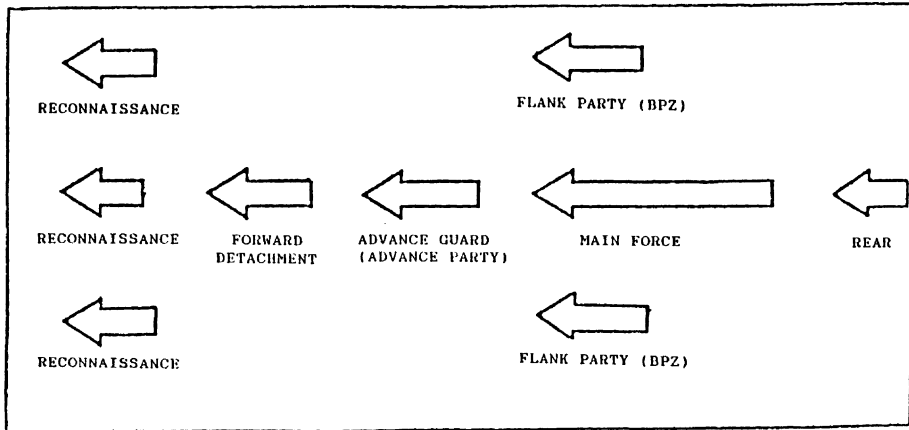 RECONNAISSANCE
FLANK PARTY (BPZ)
RECONNAISSANCE
FORWARD
DETACHMENT
ADVANCE GUARD
(ADVANCE PARTY)
MAIN FORCE
REAR
RECONNAISSANCE
FLANK PARTY (BPZ)